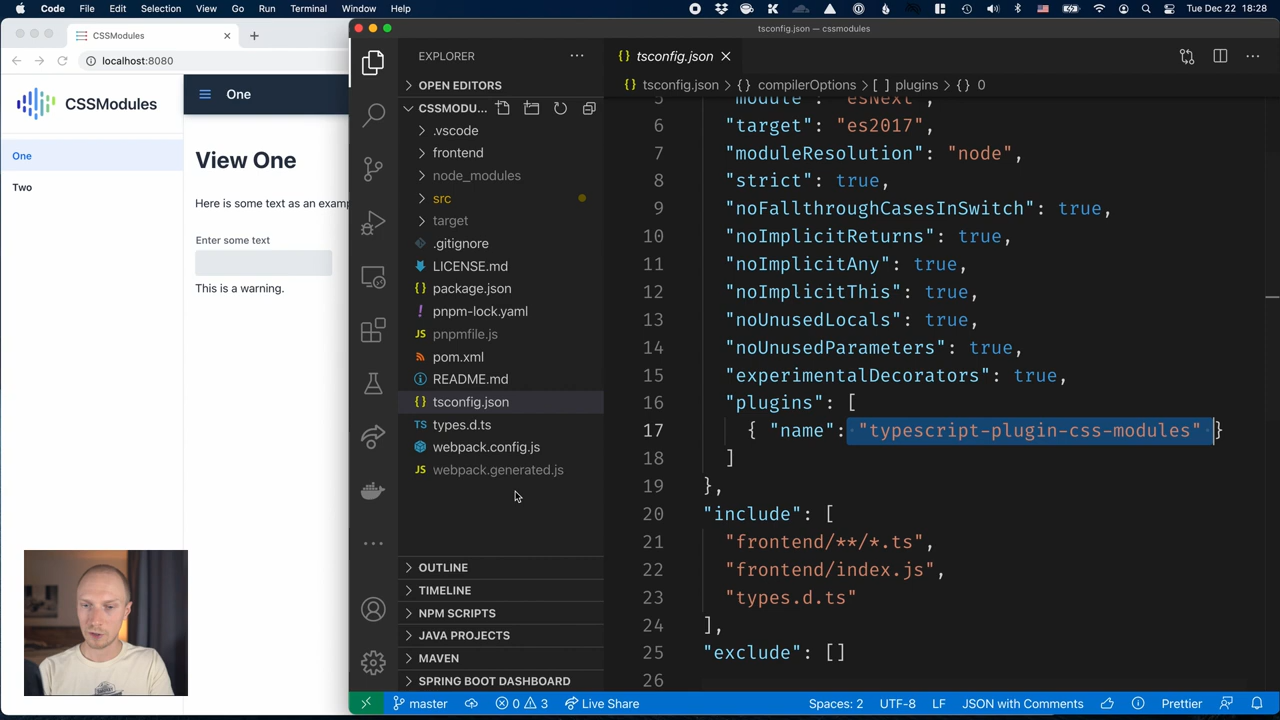 Code File Edit Selection View Go Run Terminal Window Help Tue Dec 22 18:28
CSSModules
localhost:8080
CSSModules
One
One
Two
View One
Here is some text as an examp
Enter some text
This is a warning.
tsconfig.json — cssmodules
EXPLORER
OPEN EDITORS
CSSMODU...
.vscode
frontend
node_modules
src
target
.gitignore
LICENSE.md
package.json
pnpm-lock.yaml
JS pnpmfile.js
pom.xml
README.md
{} tsconfig.json
TS types.d.ts
webpack.config.js
JS webpack.generated.js
OUTLINE
TIMELINE
NPM SCRIPTS
JAVA PROJECTS
MAVEN
SPRING BOOT DASHBOARD
{} tsconfig.json
{} tsconfig.json > {} compilerOptions > [ ] plugins > {} 0
5 "module": "esNext",
6 "target": "es2017",
7 "moduleResolution": "node",
8 "strict": true,
9 "noFallthroughCasesInSwitch": true,
10 "noImplicitReturns": true,
11 "noImplicitAny": true,
12 "noImplicitThis": true,
13 "noUnusedLocals": true,
14 "noUnusedParameters": true,
15 "experimentalDecorators": true,
16 "plugins": [
17 { "name": "typescript-plugin-css-modules" }
18 ]
19 },
20 "include": [
21 "frontend/**/*.ts",
22 "frontend/index.js",
23 "types.d.ts"
24 ],
25 "exclude": []
26
master 0 3 Live Share Spaces: 2 UTF-8 LF JSON with Comments Prettier